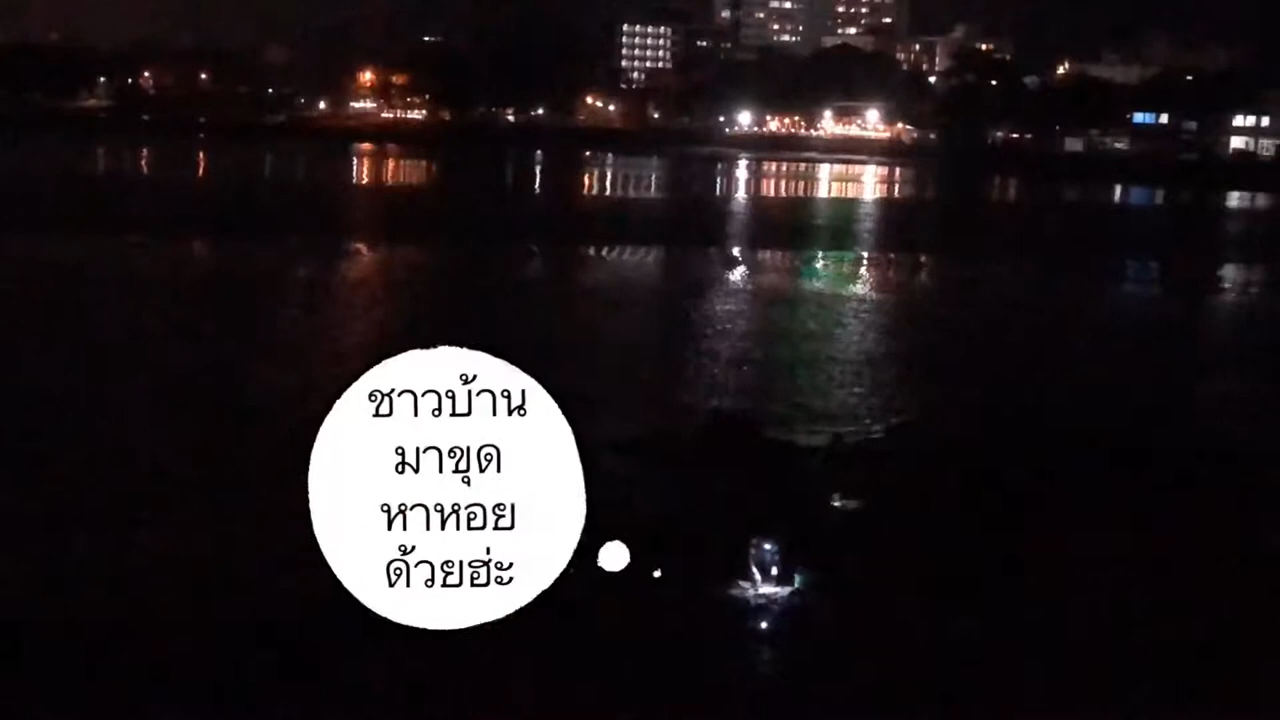 ชาวบ้าน
มาขุด
หาหอย
ด้วยฮ่ะ